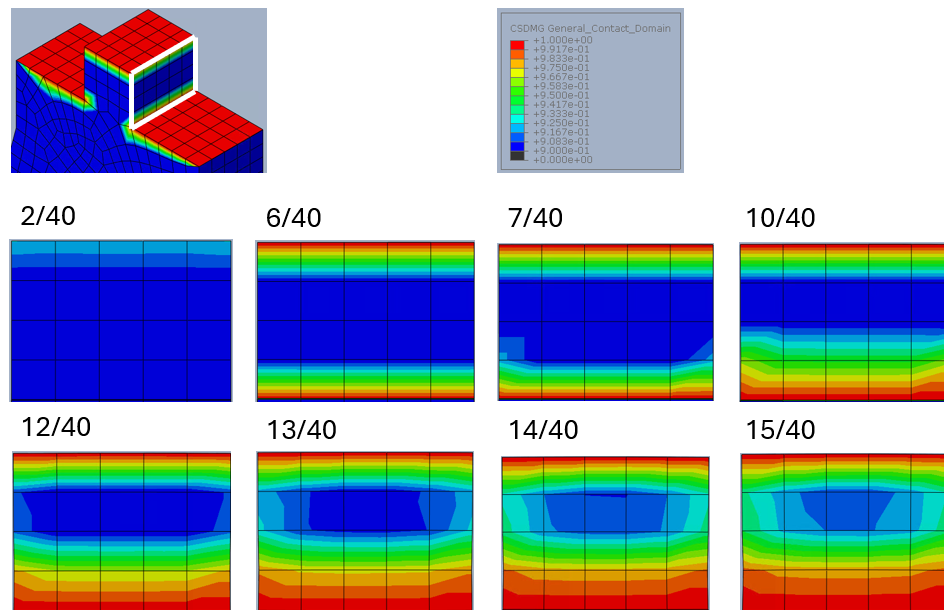 CSDMG General_Contact_Domain
+1.000e+00
+9.917e-01
+9.833e-01
+9.750e-01
+9.667e-01
+9.583e-01
+9.500e-01
+9.417e-01
+9.333e-01
+9.250e-01
+9.167e-01
+9.083e-01
+9.000e-01
+0.000e+00
2/40
6/40
7/40
10/40
12/40
13/40
14/40
15/40